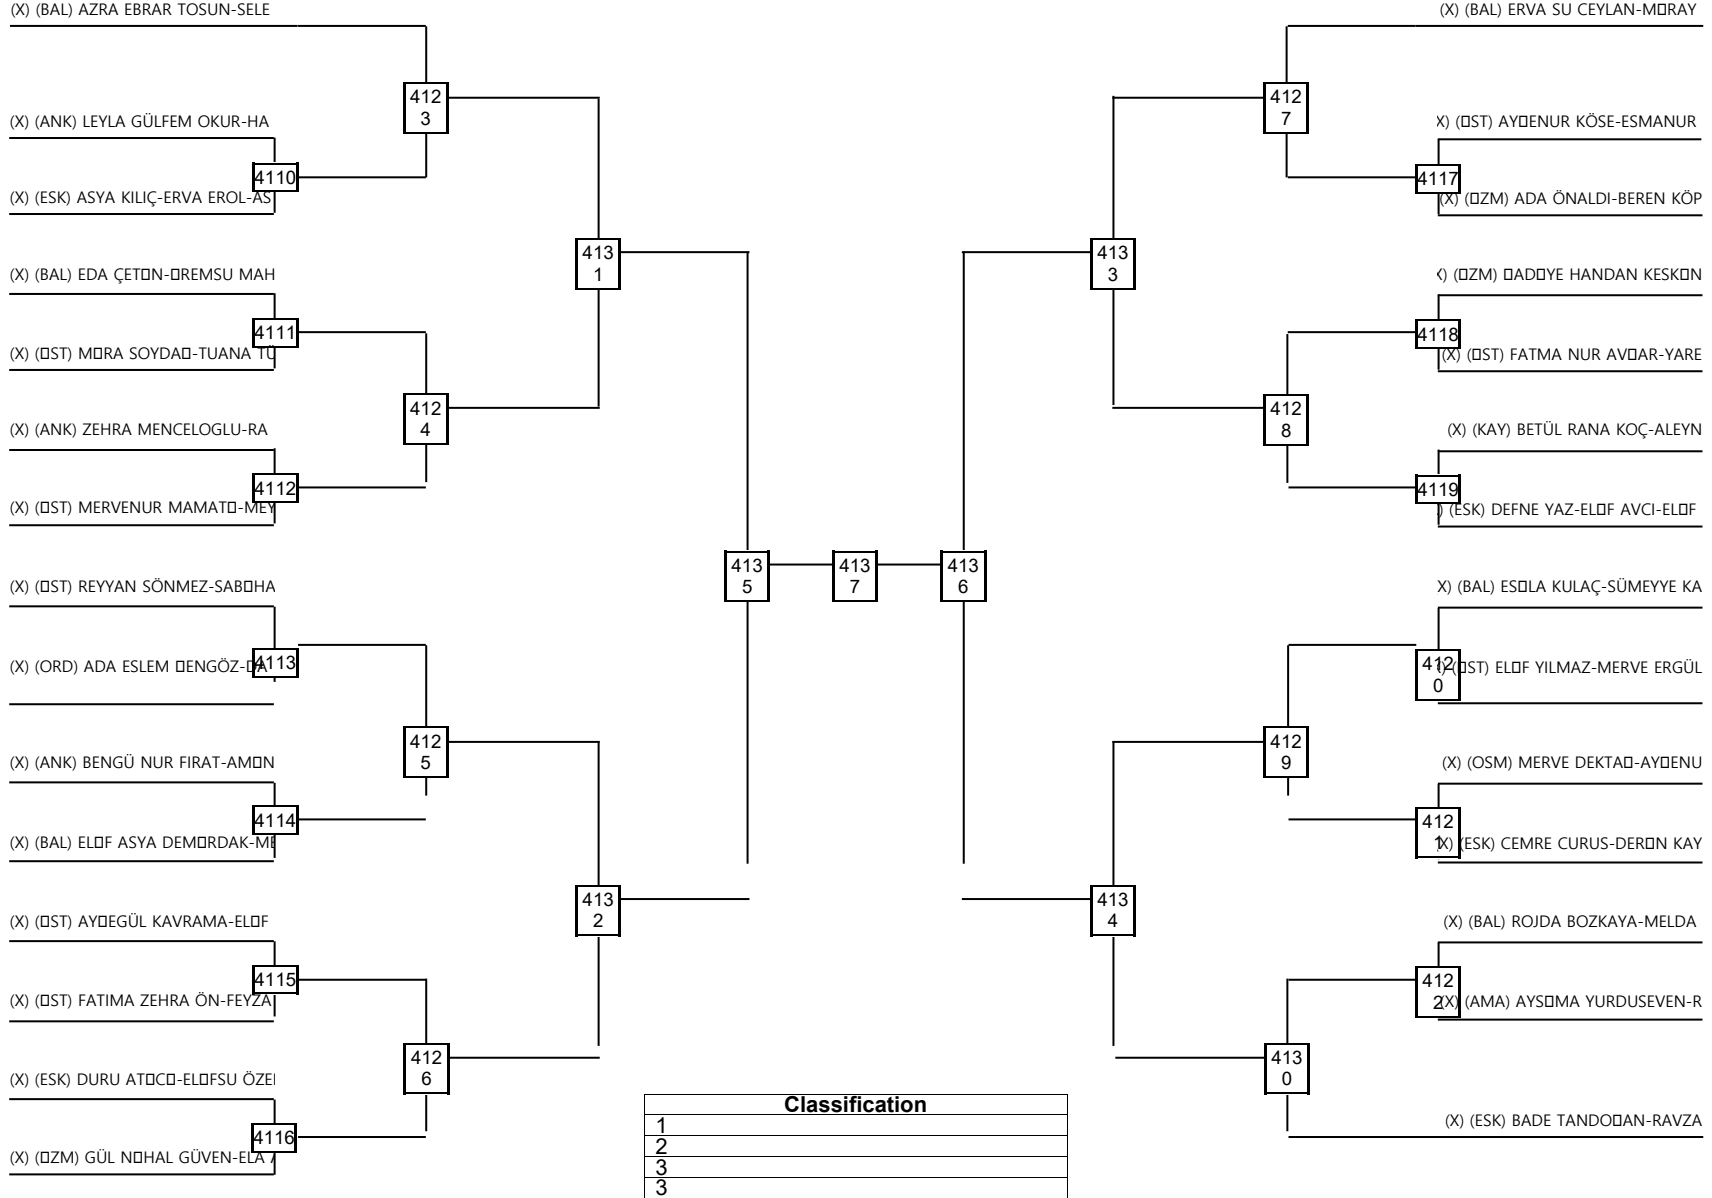 (X) (BAL) AZRA EBRAR TOSUN-SELE
(X) (ANK) LEYLA GÜLFEM OKUR-HA
4110
(X) (ESK) ASYA KILIÇ-ERVA EROL-AS
(X) (BAL) EDA ÇET□N-□REMSU MAH
4111
(X) (□ST) M□RA SOYDA□-TUANA TÜ
(X) (ANK) ZEHRA MENCELOGLU-RA
4112
(X) (□ST) MERVENUR MAMAT□-MEY
(X) (□ST) REYYAN SÖNMEZ-SAB□HA
4113
(X) (ORD) ADA ESLEM □ENGÖZ-DA
(X) (ANK) BENGÜ NUR FIRAT-AM□N
4114
(X) (BAL) EL□F ASYA DEM□RDAK-ME
(X) (□ST) AY□EGÜL KAVRAMA-EL□F
4115
(X) (□ST) FATIMA ZEHRA ÖN-FEYZA
(X) (ESK) DURU AT□C□-EL□FSU ÖZE
4116
(X) (□ZM) GÜL N□HAL GÜVEN-ELA
412
3
412
4
412
5
412
6
413
1
413
2
413
5
413
7
413
6
413
3
413
4
412
7
412
8
412
9
413
0
(X) (BAL) ERVA SU CEYLAN-M□RAY
X) (□ST) AY□ENUR KÖSE-ESMANUR
4117
(X) (□ZM) ADA ÖNALDI-BEREN KÖP
X) (□ZM) □AD□YE HANDAN KESK□N
4118
(X) (□ST) FATMA NUR AV□AR-YARE
(X) (KAY) BETÜL RANA KOÇ-ALEYN
4119
) (ESK) DEFNE YAZ-EL□F AVCI-EL□F
X) (BAL) ES□LA KULAÇ-SÜMEYYE KA
412
0
) (□ST) EL□F YILMAZ-MERVE ERGÜL
(X) (OSM) MERVE DEKTA□-AY□ENU
412
1
(X) (ESK) CEMRE CURUS-DER□N KAY
(X) (BAL) ROJDA BOZKAYA-MELDA
412
2
(X) (AMA) AYS□MA YURDUSEVEN-R
(X) (ESK) BADE TANDO□AN-RAVZA
Classification
1
2
3
3